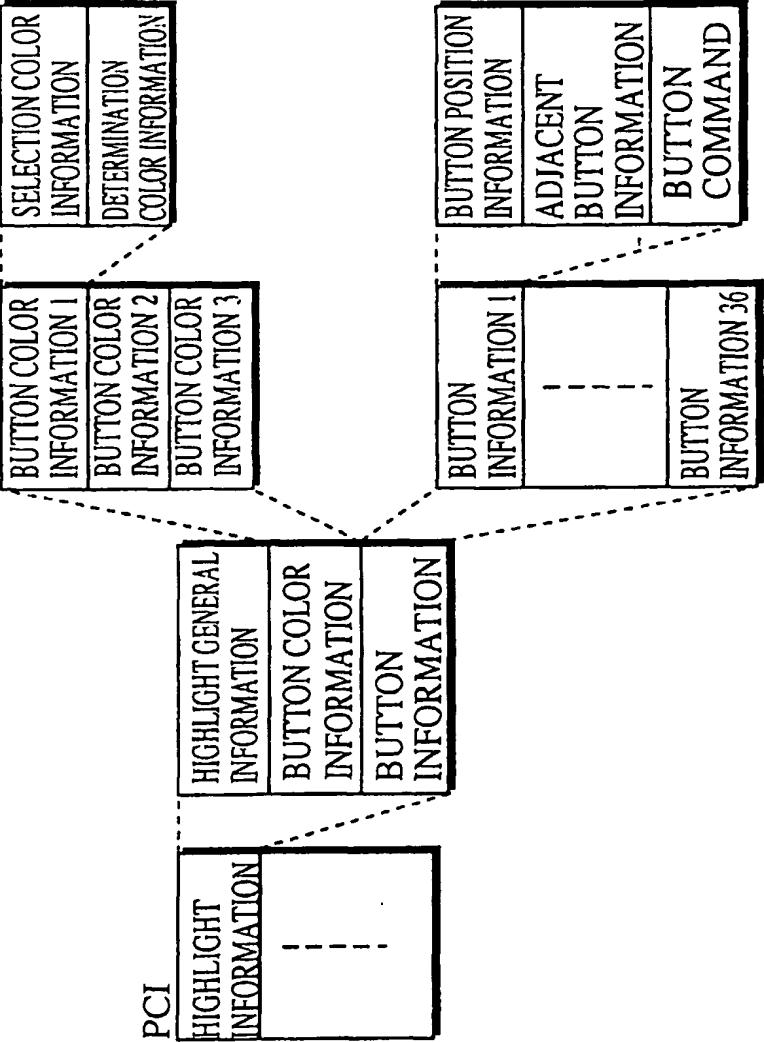 PCI
HIGHLIGHT
INFORMATION
HIGHLIGHT GENERAL
INFORMATION
BUTTON COLOR
INFORMATION
BUTTON
INFORMATION
BUTTON COLOR
INFORMATION 1
BUTTON COLOR
INFORMATION 2
BUTTON COLOR
INFORMATION 3
BUTTON
INFORMATION 1
BUTTON
INFORMATION 36
SELECTION COLOR
INFORMATION
DETERMINATION
COLOR INFORMATION
BUTTON POSITION
INFORMATION
ADJACENT
BUTTON
INFORMATION
BUTTON
COMMAND